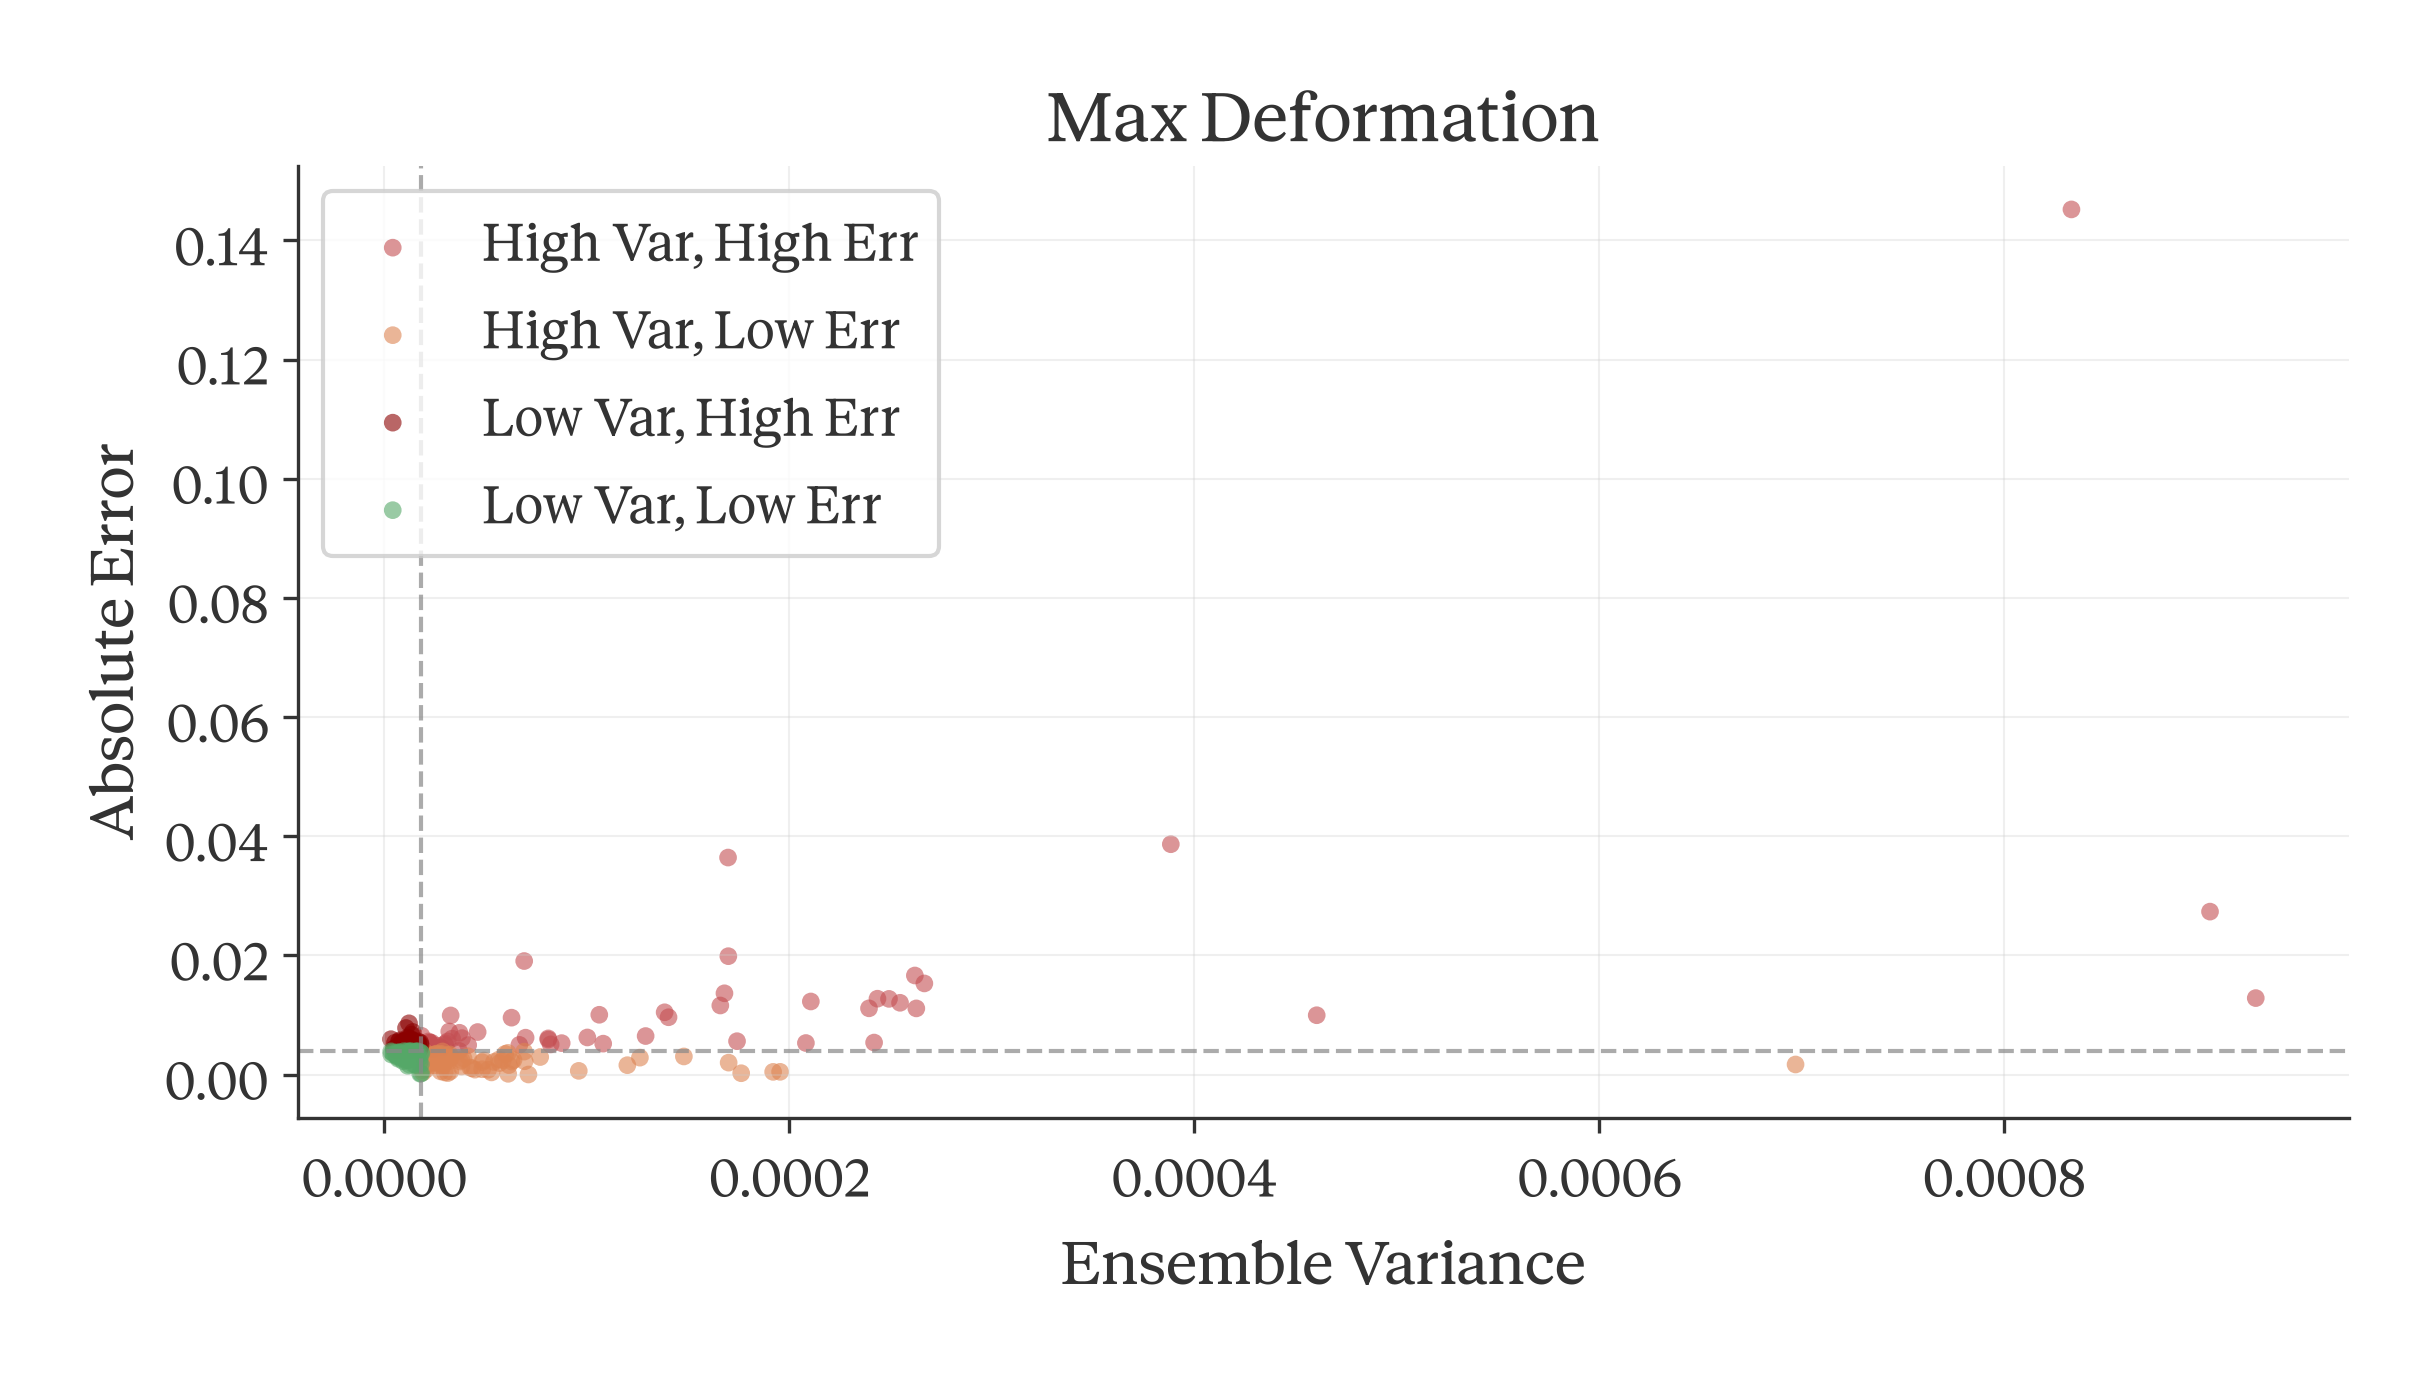 Max Deformation
High Var, High Err
High Var, Low Err
Low Var, High Err
Low Var, Low Err
Absolute Error
0.14
0.12
0.10
0.08
0.06
0.04
0.02
0.00
0.0000 0.0002 0.0004 0.0006 0.0008
Ensemble Variance